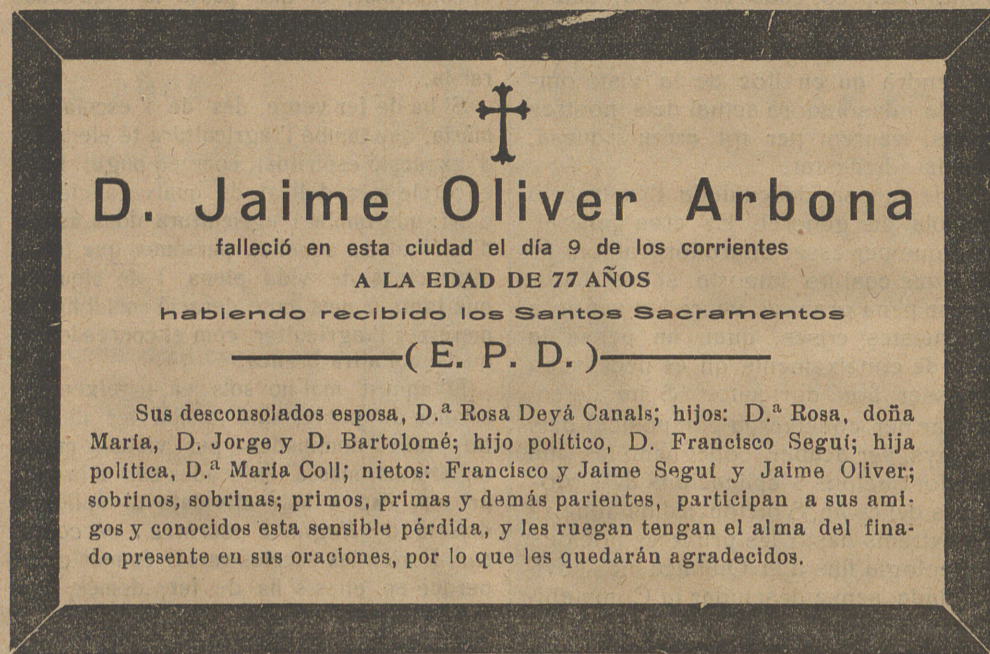 D. Jaime Oliver Arbona
falleció en esta ciudad el día 9 de los corrientes
A LA EDAD DE 77 AÑOS
habiendo recibido los Santos Sacramentos
( E. P. D. )
Sus desconsolados esposa, D.ª Rosa Deyá Canals; hijos: D.ª Rosa, doña
María, D. Jorge y D. Bartolomé; hijo político, D. Francisco Seguí; hija
política, D.ª María Coll; nietos: Francisco y Jaime Seguí y Jaime Oliver;
sobrinos, sobrinas; primos, primas y demás parientes, participan a sus ami-
gos y conocidos esta sensible pérdida, y les ruegan tengan el alma del fina-
do presente en sus oraciones, por lo que les quedarán agradecidos.